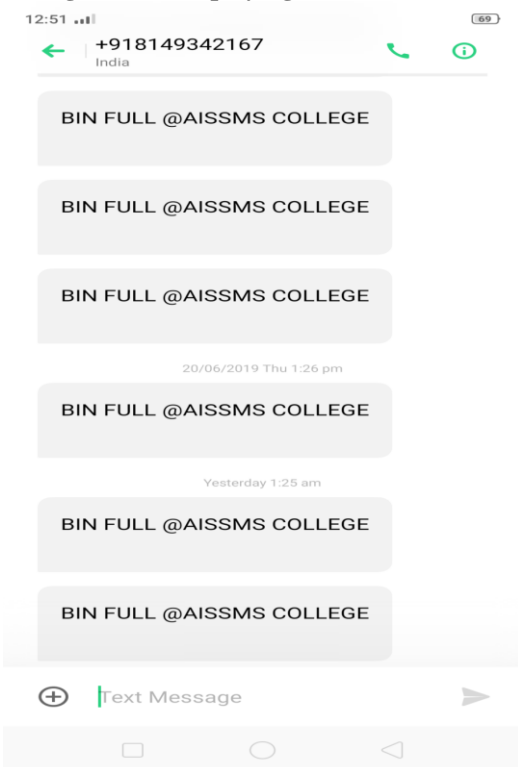 12:51
69
+918149342167
India
BIN FULL @AISSMS COLLEGE
BIN FULL @AISSMS COLLEGE
BIN FULL @AISSMS COLLEGE
20/06/2019 Thu 1:26 pm
BIN FULL @AISSMS COLLEGE
Yesterday 1:25 am
BIN FULL @AISSMS COLLEGE
BIN FULL @AISSMS COLLEGE
Text Message